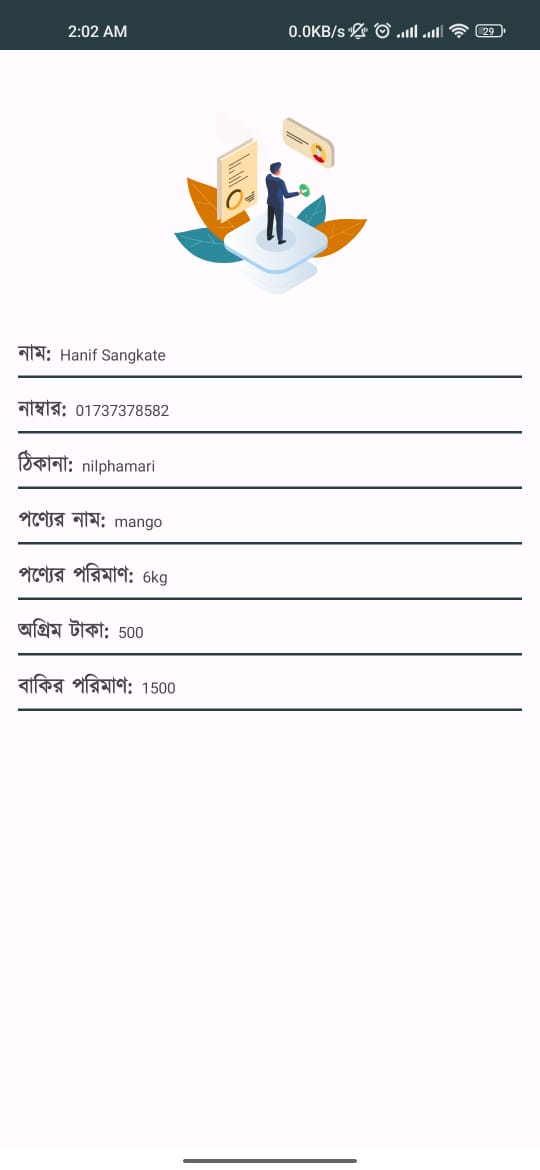 2:02 AM 0.0KB/s 29
নাম: Hanif Sangkate
নাম্বার: 01737378582
ঠিকানা: nilphamari
পণ্যের নাম: mango
পণ্যের পরিমাণ: 6kg
অগ্রিম টাকা: 500
বাকির পরিমাণ: 1500